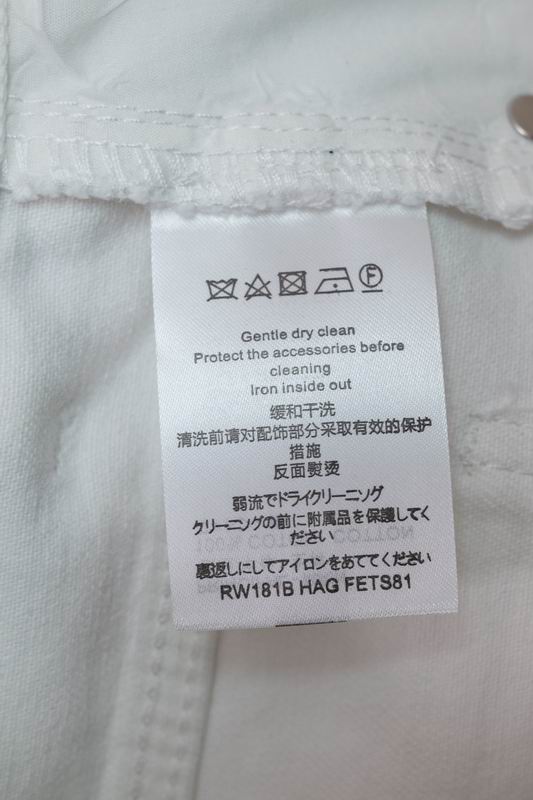 F
Gentle dry clean
Protect the accessories before
cleaning
Iron inside out
缓和干洗
清洗前请对配饰部分采取有效的保护
措施
反面熨烫
弱流でドライクリーニング
クリーニングの前に附属品を保護してく
ださい
裏返しにしてアイロンをあててください
RW181B HAG FETS81